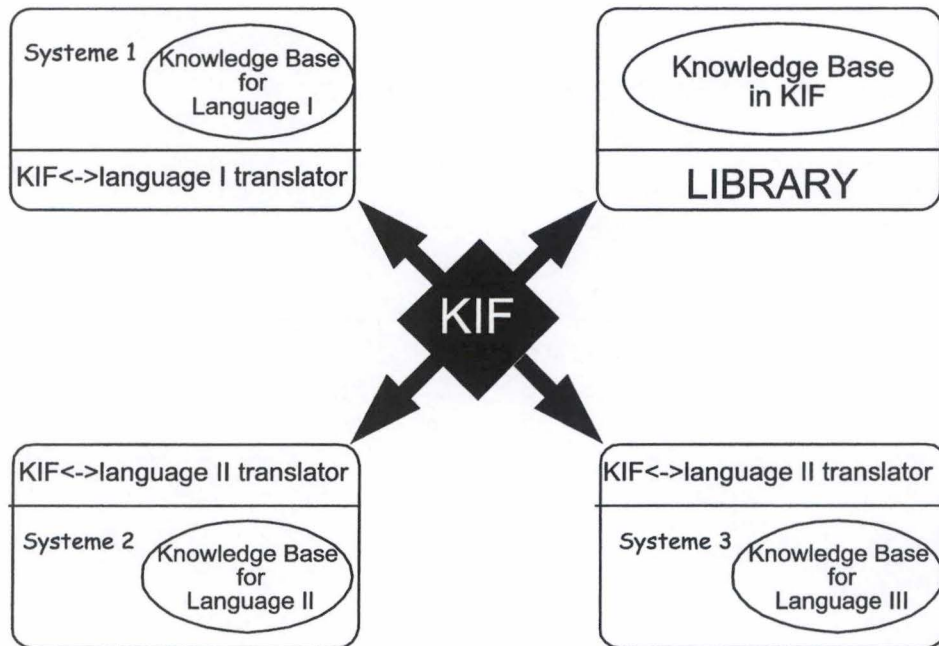 Systeme 1
Knowledge Base
for
Language I
KIF<->language I translator
Knowledge Base
in KIF
LIBRARY
KIF
KIF<->language II translator
Systeme 2
Knowledge Base
for
Language II
KIF<->language II translator
Systeme 3
Knowledge Base
for
Language III